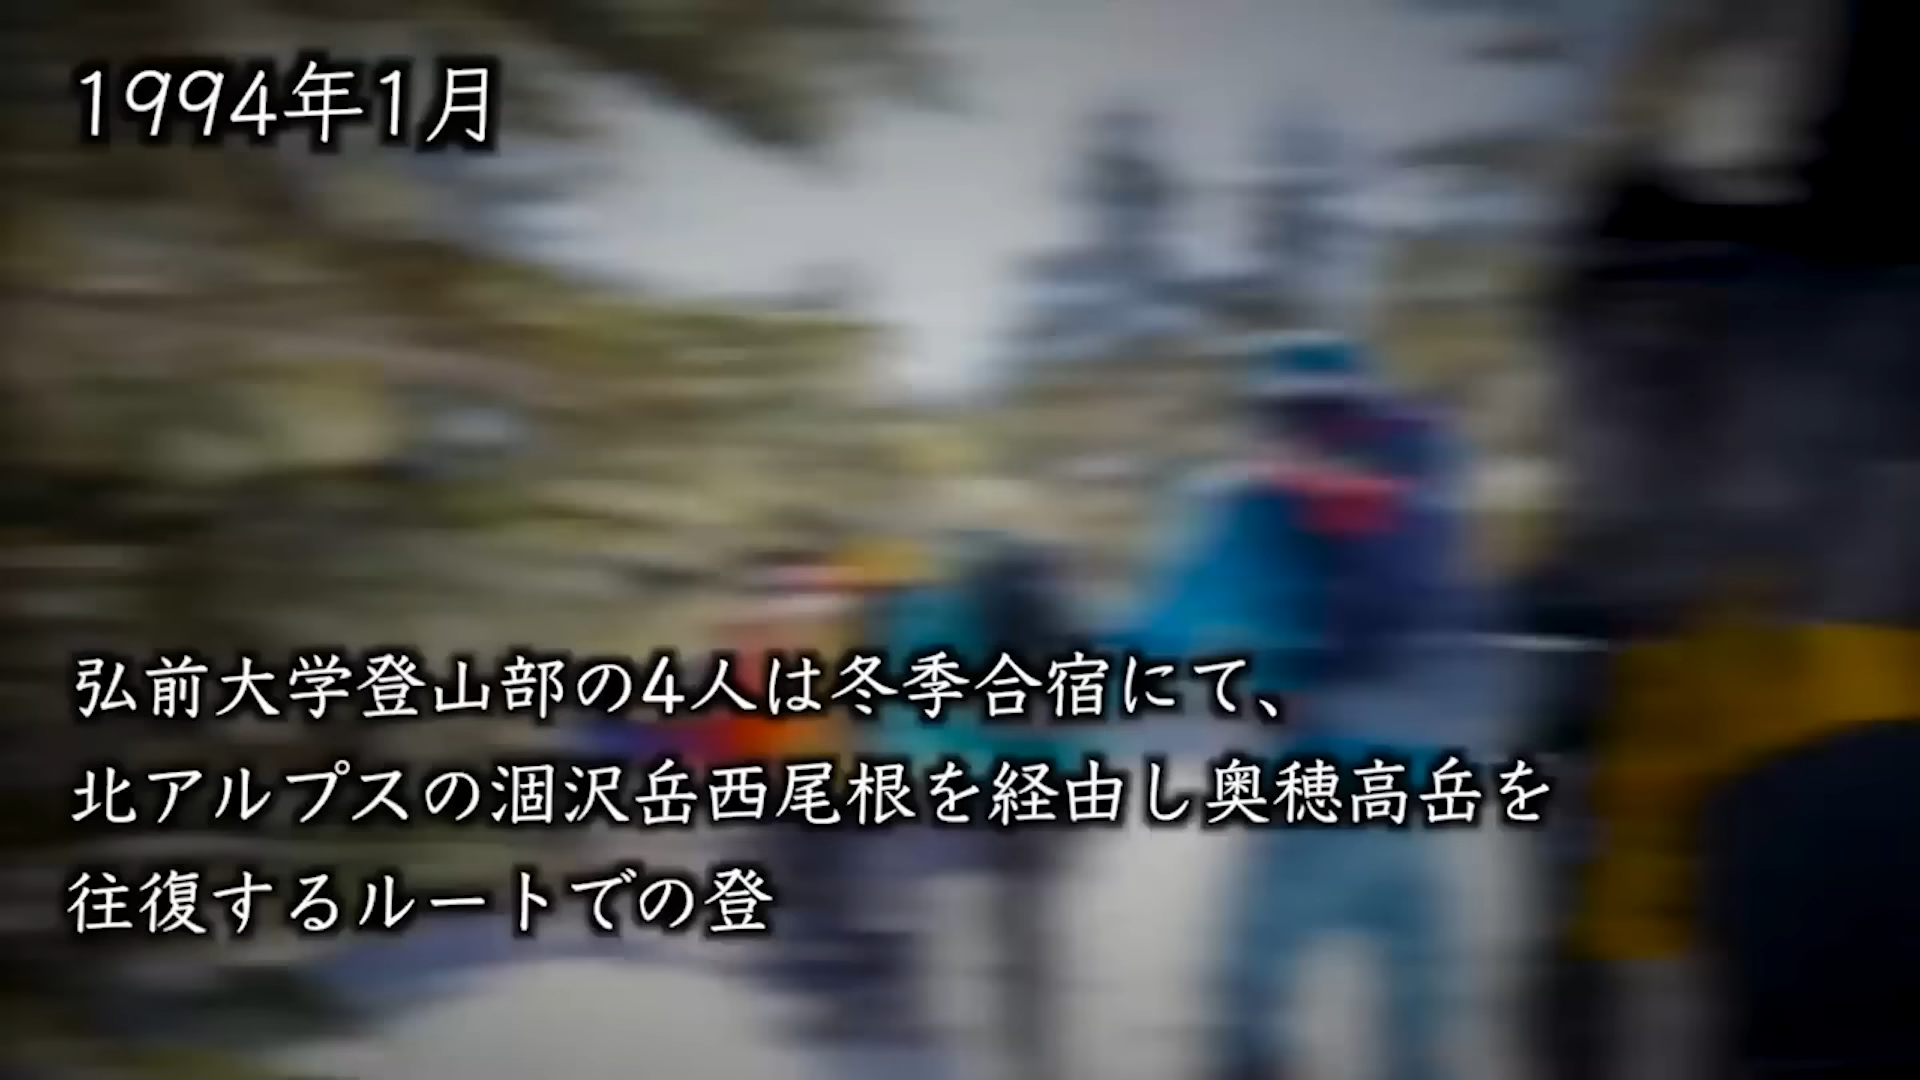 1994年1月
弘前大学登山部の4人は冬季合宿にて、
北アルプスの涸沢岳西尾根を経由し奥穂高岳を
往復するルートでの登